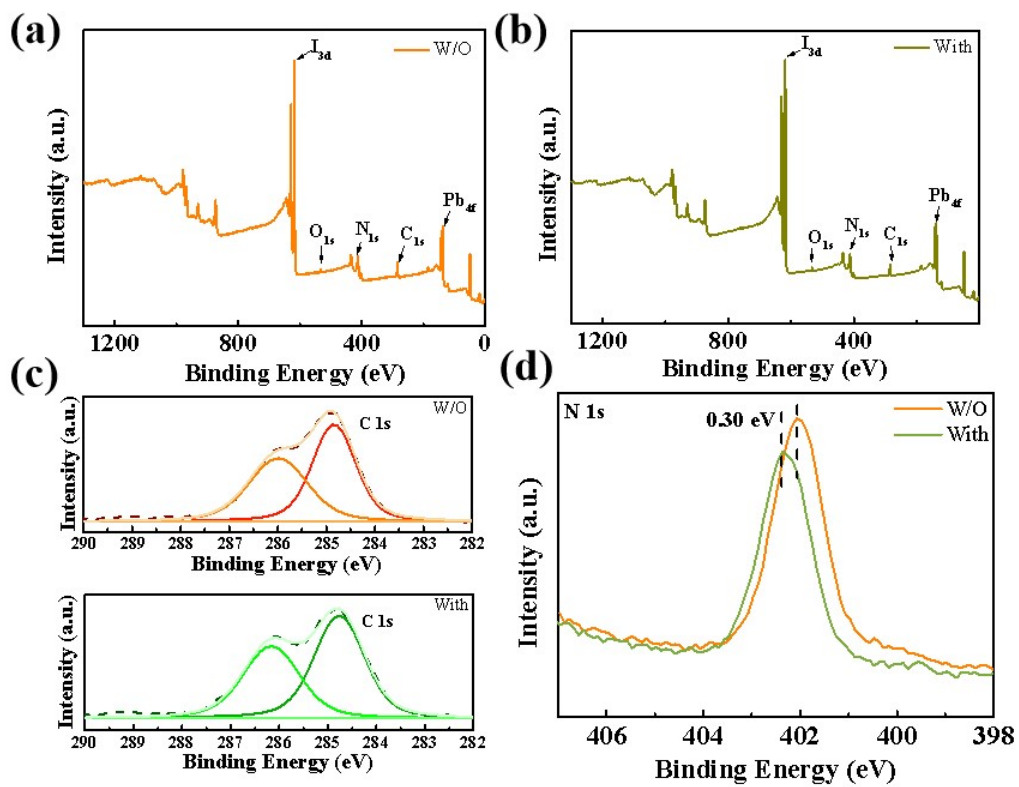 (a)
I3d
W/O
O1s
N1s
C1s
Pb4f
Intensity (a.u.)
1200 800 400 0
Binding Energy (eV)
(b)
I3d
With
O1s
N1s
C1s
Pb4f
Intensity (a.u.)
1200 800 400
Binding Energy (eV)
(c)
W/O
C 1s
Intensity (a.u.)
290 289 288 287 286 285 284 283 282
Binding Energy (eV)
With
C 1s
Intensity (a.u.)
290 289 288 287 286 285 284 283 282
Binding Energy (eV)
(d)
N 1s
0.30 eV
W/O
With
Intensity (a.u.)
406 404 402 400 398
Binding Energy (eV)